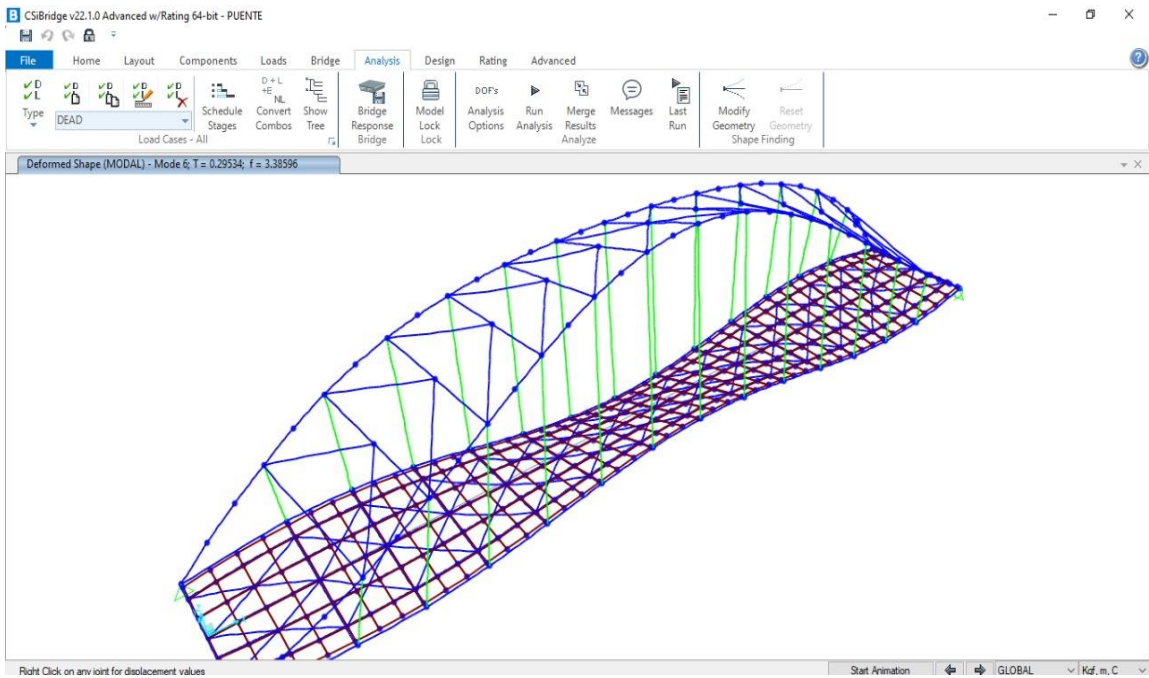 B CSiBridge v22.1.0 Advanced w/Rating 64-bit - PUENTE
File Home Layout Components Loads Bridge Analysis Design Rating Advanced
Type
DEAD
Schedule Stages
D + L +E NL
Convert Combos
Show Tree
Load Cases - All
Bridge Response
Bridge
Model Lock
Lock
DOF's
Analysis Options
Run Analysis
Merge Results
Messages
Last Run
Analyze
Modify Geometry
Reset Geometry
Shape Finding
Deformed Shape (MODAL) - Mode 6; T = 0.29534; f = 3.38596
Right Click on any joint for displacement values
Start Animation
GLOBAL
Kgf, m, C